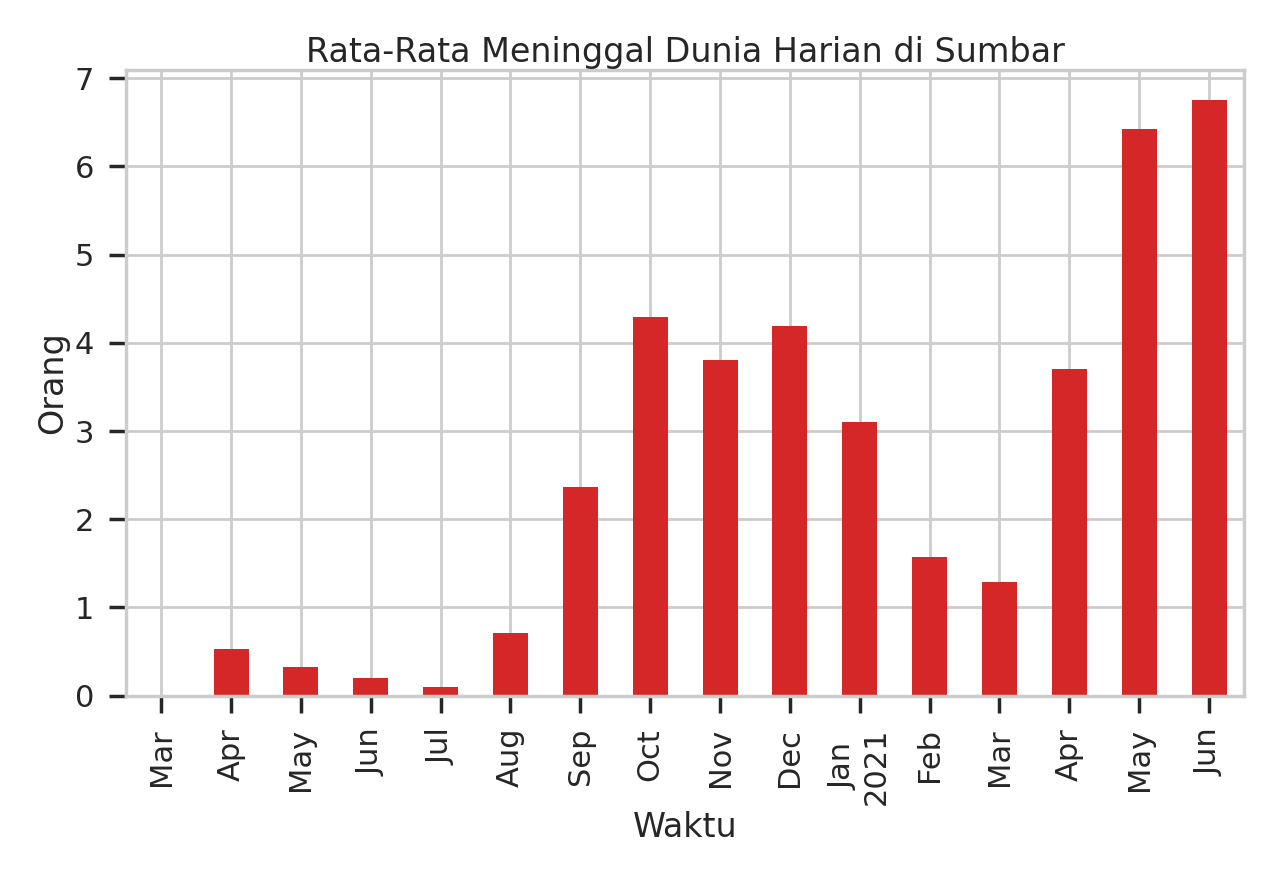 Rata-Rata Meninggal Dunia Harian di Sumbar
7
6
5
4
3
2
1
0
Orang
Mar
Apr
May
Jun
Jul
Aug
Sep
Oct
Nov
Dec
Jan
2021
Feb
Mar
Apr
May
Jun
Waktu